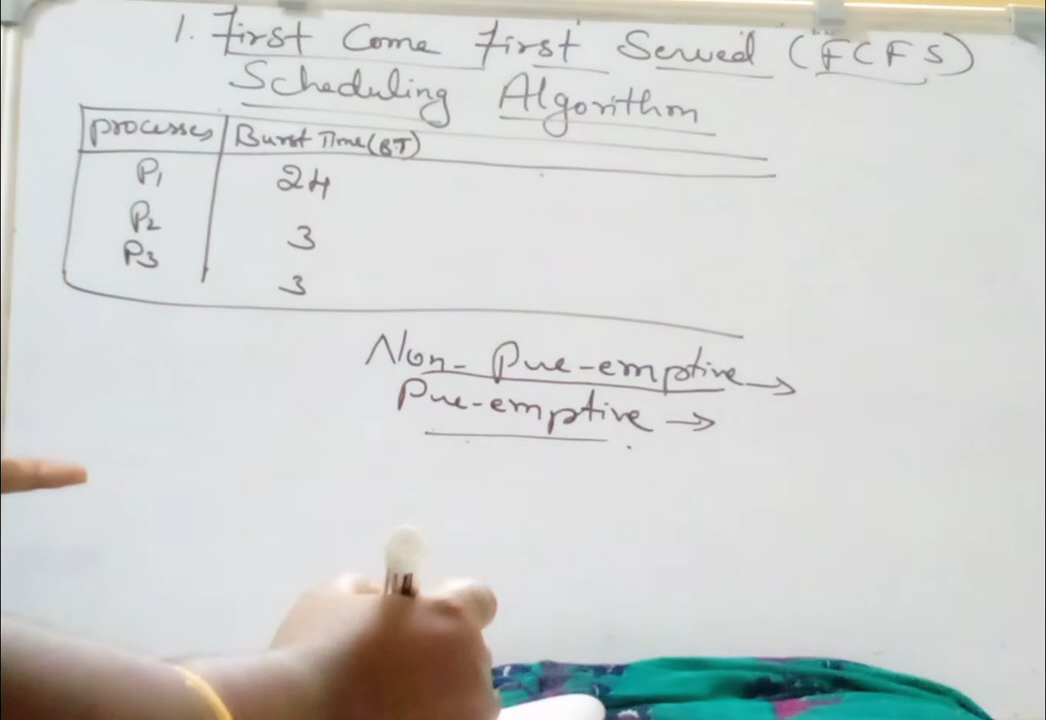 1. First Come First Served (FCFS)
Scheduling Algorithm
processes Burst Time(BT)
P1 24
P2 3
P3 3
Non-Pre-emptive →
Pre-emptive →